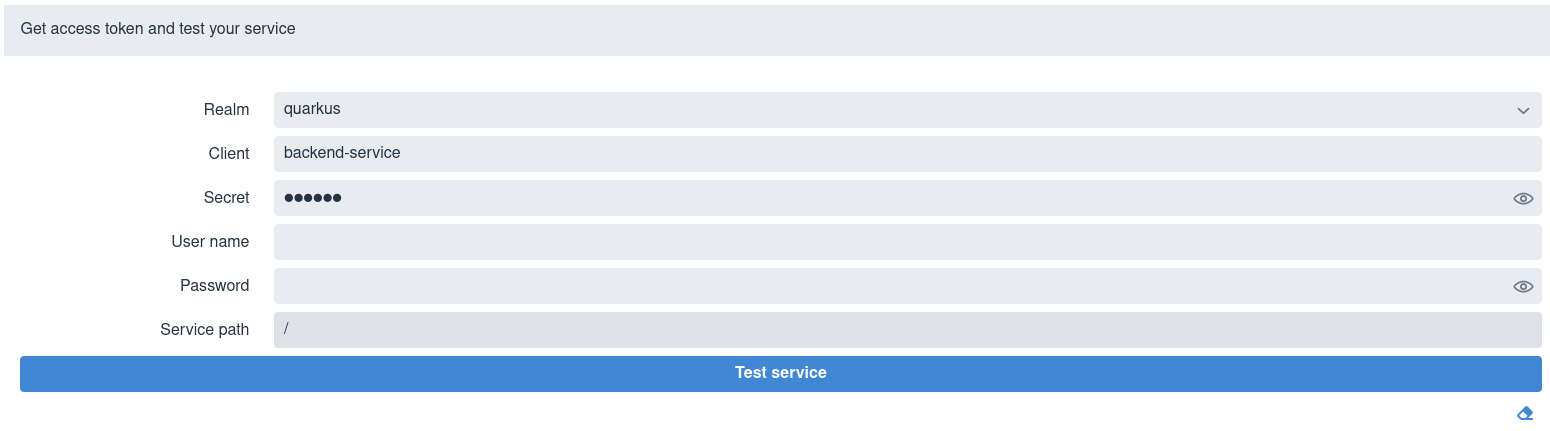 Get access token and test your service
Realm quarkus
Client backend-service
Secret ●●●●●●
User name
Password
Service path /
Test service